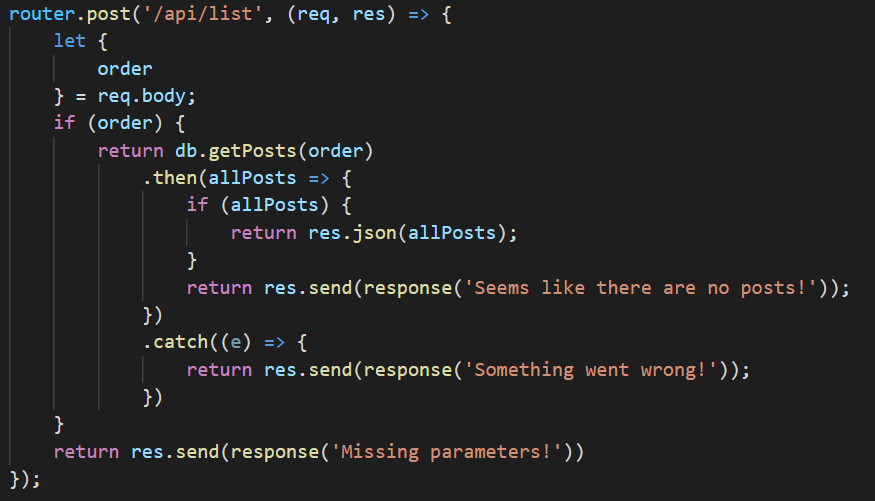 router.post('/api/list', (req, res) => {
    let {
        order
    } = req.body;
    if (order) {
        return db.getPosts(order)
            .then(allPosts => {
                if (allPosts) {
                    return res.json(allPosts);
                }
                return res.send(response('Seems like there are no posts!'));
            })
            .catch((e) => {
                return res.send(response('Something went wrong!'));
            })
    }
    return res.send(response('Missing parameters!'))
});